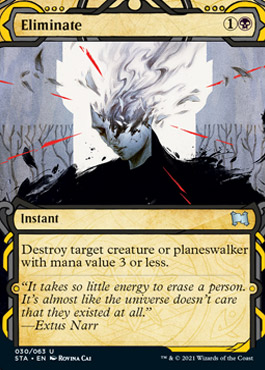 Eliminate 1
Instant
Destroy target creature or planeswalker
with mana value 3 or less.
“It takes so little energy to erase a person.
It’s almost like the universe doesn’t care
that they existed at all.”
—Extus Narr
030/063 U
STA • EN ROVINA CAI ™ & © 2021 Wizards of the Coast